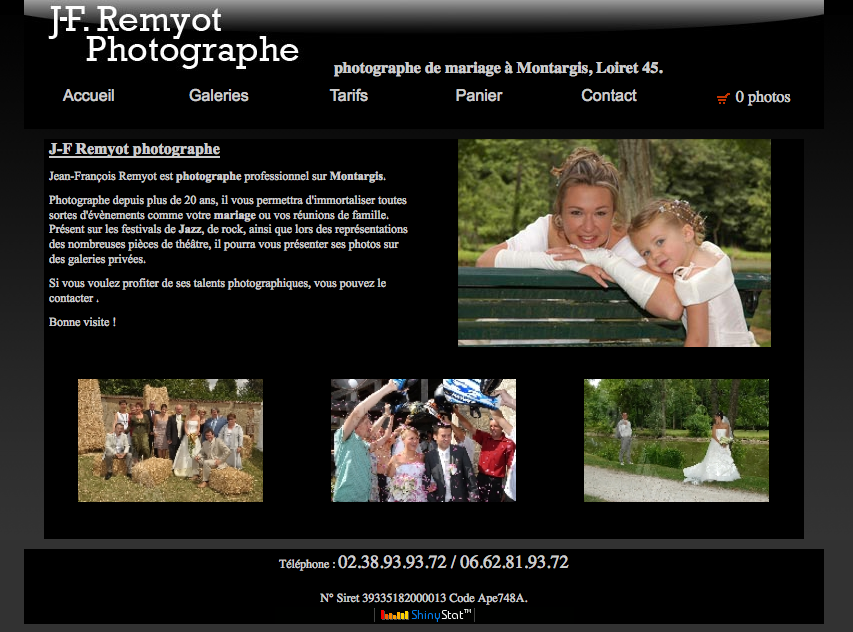 J-F. Remyot
Photographe
photographe de mariage à Montargis, Loiret 45.
Accueil Galeries Tarifs Panier Contact 0 photos
J-F Remyot photographe
Jean-François Remyot est photographe professionnel sur Montargis.
Photographe depuis plus de 20 ans, il vous permettra d'immortaliser toutes
sortes d'évènements comme votre mariage ou vos réunions de famille.
Présent sur les festivals de Jazz, de rock, ainsi que lors des représentations
des nombreuses pièces de théâtre, il pourra vous présenter ses photos sur
des galeries privées.
Si vous voulez profiter de ses talents photographiques, vous pouvez le
contacter .
Bonne visite !
Téléphone : 02.38.93.93.72 / 06.62.81.93.72
N° Siret 39335182000013 Code Ape748A.
ShinyStat™